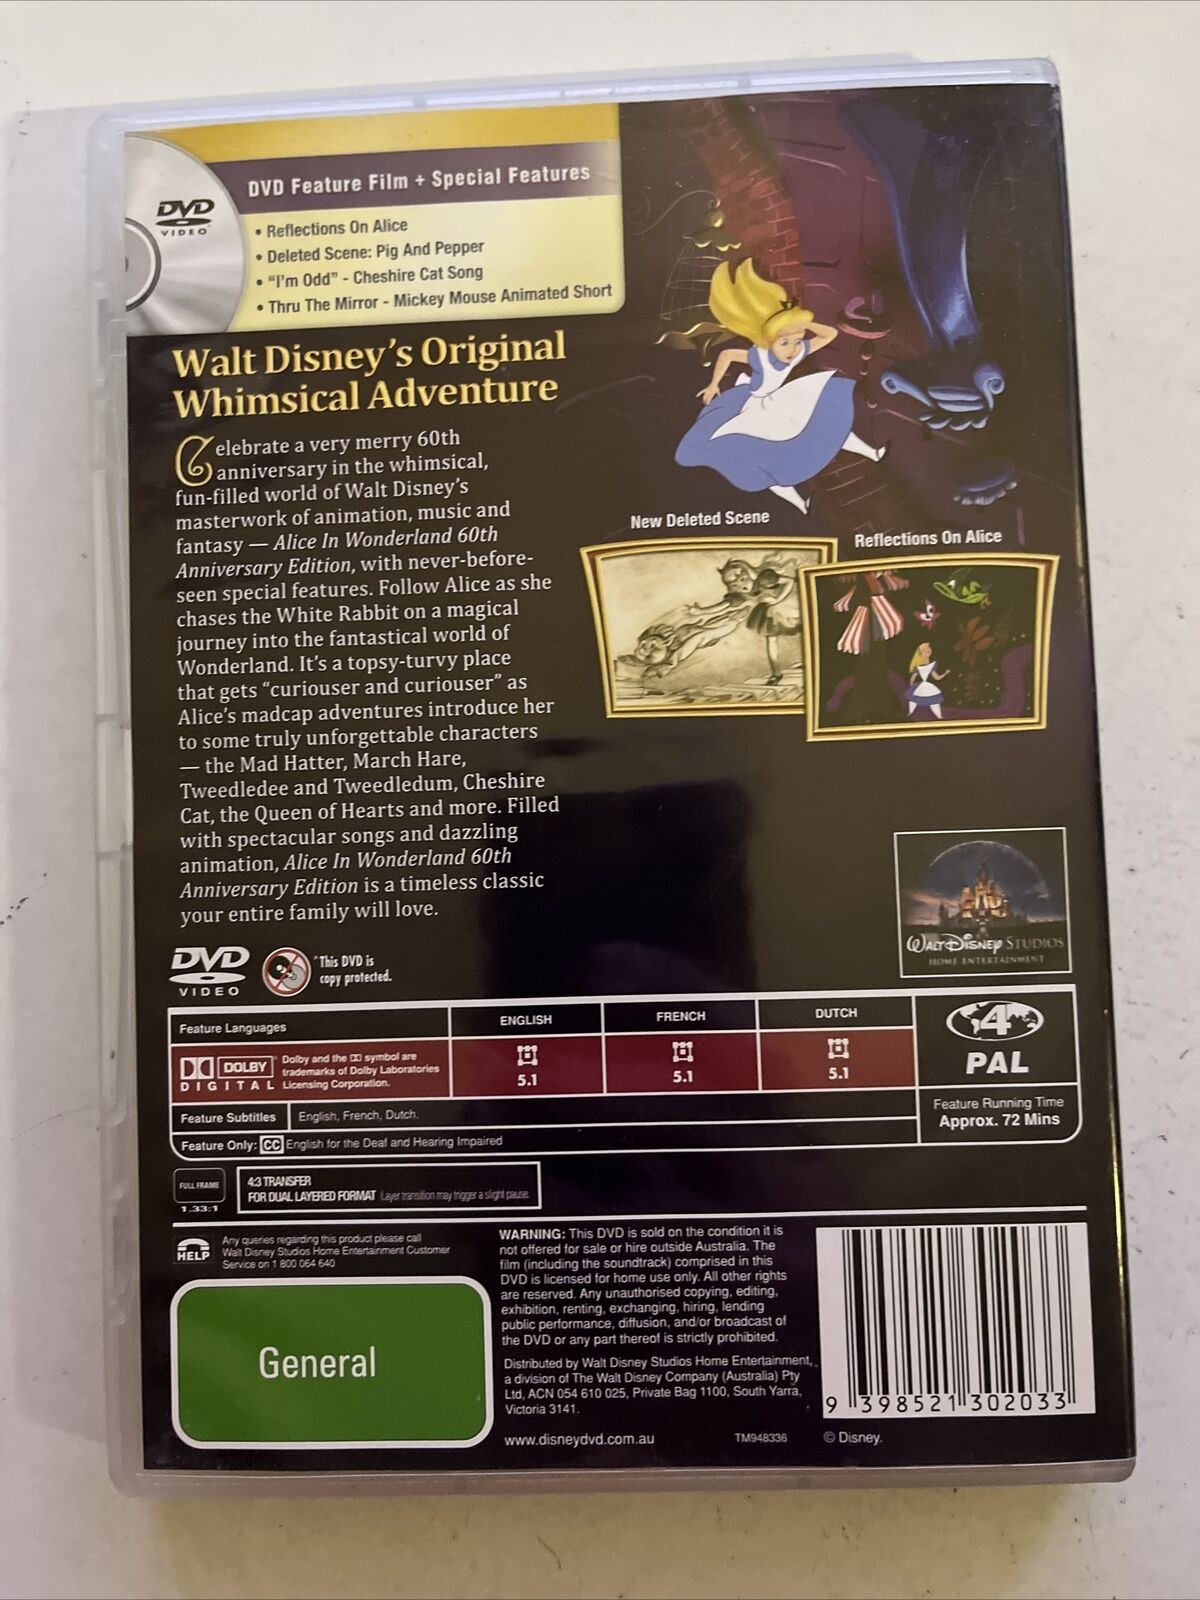 DVD
VIDEO
DVD Feature Film + Special Features
• Reflections On Alice
• Deleted Scene: Pig And Pepper
• "I'm Odd" - Cheshire Cat Song
• Thru The Mirror - Mickey Mouse Animated Short
Walt Disney's Original
Whimsical Adventure
Celebrate a very merry 60th
anniversary in the whimsical,
fun-filled world of Walt Disney's
masterwork of animation, music and
fantasy — Alice In Wonderland 60th
Anniversary Edition, with never-before-
seen special features. Follow Alice as she
chases the White Rabbit on a magical
journey into the fantastical world of
Wonderland. It's a topsy-turvy place
that gets "curiouser and curiouser" as
Alice's madcap adventures introduce her
to some truly unforgettable characters
— the Mad Hatter, March Hare,
Tweedledee and Tweedledum, Cheshire
Cat, the Queen of Hearts and more. Filled
with spectacular songs and dazzling
animation, Alice In Wonderland 60th
Anniversary Edition is a timeless classic
your entire family will love.
New Deleted Scene
Reflections On Alice
WALT DISNEY STUDIOS
HOME ENTERTAINMENT
DVD
VIDEO
*This DVD is
copy protected.
Feature Languages
ENGLISH
FRENCH
DUTCH
DOLBY
DIGITAL
Dolby and the DD symbol are
trademarks of Dolby Laboratories
Licensing Corporation.
5.1
5.1
5.1
4
PAL
Feature Subtitles
English, French, Dutch.
Feature Running Time
Approx. 72 Mins
Feature Only: CC English for the Deaf and Hearing Impaired
FULL FRAME
1.33:1
4:3 TRANSFER
FOR DUAL LAYERED FORMAT Layer transition may trigger a slight pause.
HELP
Any queries regarding this product please call
Walt Disney Studios Home Entertainment Customer
Service on 1 800 064 640
General
WARNING: This DVD is sold on the condition it is
not offered for sale or hire outside Australia. The
film (including the soundtrack) comprised in this
DVD is licensed for home use only. All other rights
are reserved. Any unauthorised copying, editing,
exhibition, renting, exchanging, hiring, lending
public performance, diffusion, and/or broadcast of
the DVD or any part thereof is strictly prohibited.
Distributed by Walt Disney Studios Home Entertainment,
a division of The Walt Disney Company (Australia) Pty
Ltd, ACN 054 610 025, Private Bag 1100, South Yarra,
Victoria 3141.
www.disneydvd.com.au
TM948336
© Disney.
9 398521 302033